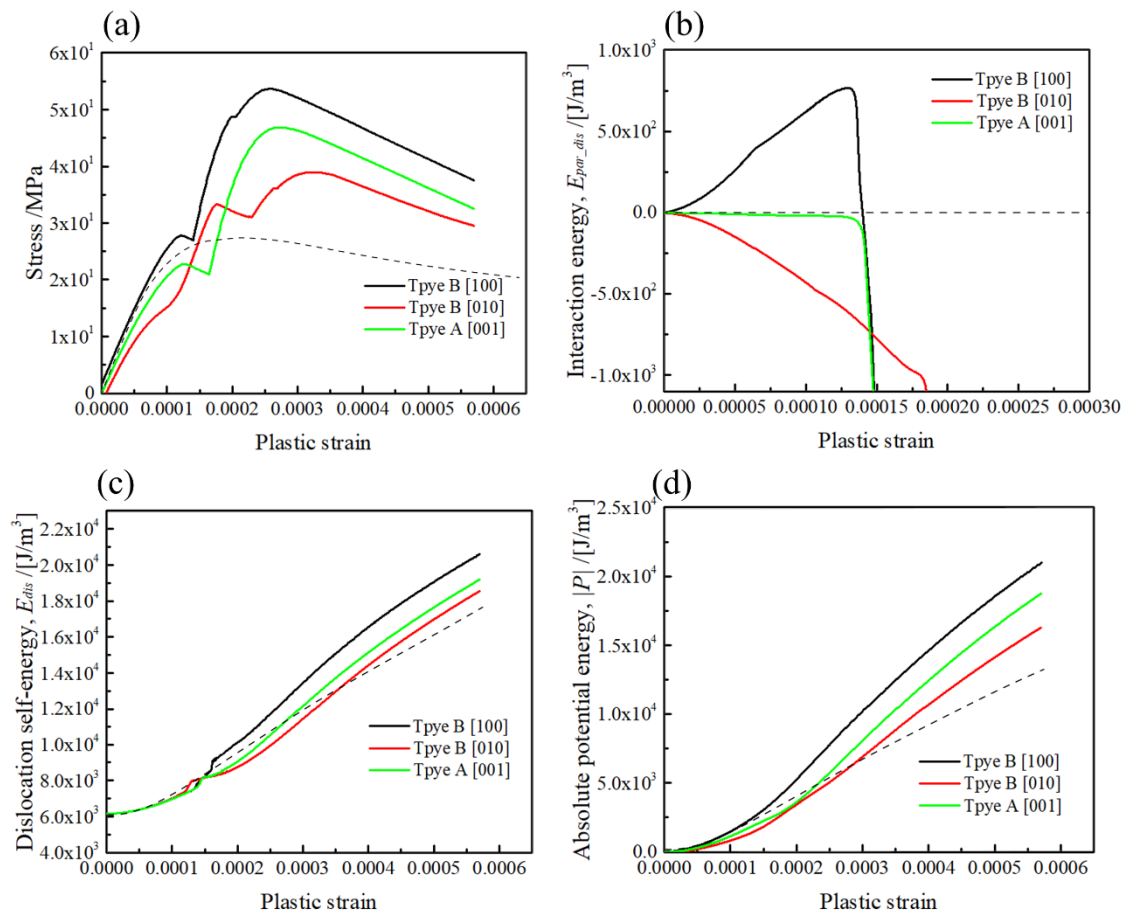 (a)
Stress /MPa
6x10¹
5x10¹
4x10¹
3x10¹
2x10¹
1x10¹
0
0.0000 0.0001 0.0002 0.0003 0.0004 0.0005 0.0006
Plastic strain
Tpye B [100]
Tpye B [010]
Tpye A [001]
(b)
Interaction energy, E_par_dis /[J/m³]
1.0x10³
5.0x10²
0.0
-5.0x10²
-1.0x10³
0.00000 0.00005 0.00010 0.00015 0.00020 0.00025 0.00030
Plastic strain
Tpye B [100]
Tpye B [010]
Tpye A [001]
(c)
Dislocation self-energy, E_dis /[J/m³]
2.2x10⁴
2.0x10⁴
1.8x10⁴
1.6x10⁴
1.4x10⁴
1.2x10⁴
1.0x10⁴
8.0x10³
6.0x10³
4.0x10³
0.0000 0.0001 0.0002 0.0003 0.0004 0.0005 0.0006
Plastic strain
Tpye B [100]
Tpye B [010]
Tpye A [001]
(d)
Absolute potential energy, |P| /[J/m³]
2.5x10⁴
2.0x10⁴
1.5x10⁴
1.0x10⁴
5.0x10³
0.0
0.0000 0.0001 0.0002 0.0003 0.0004 0.0005 0.0006
Plastic strain
Tpye B [100]
Tpye B [010]
Tpye A [001]